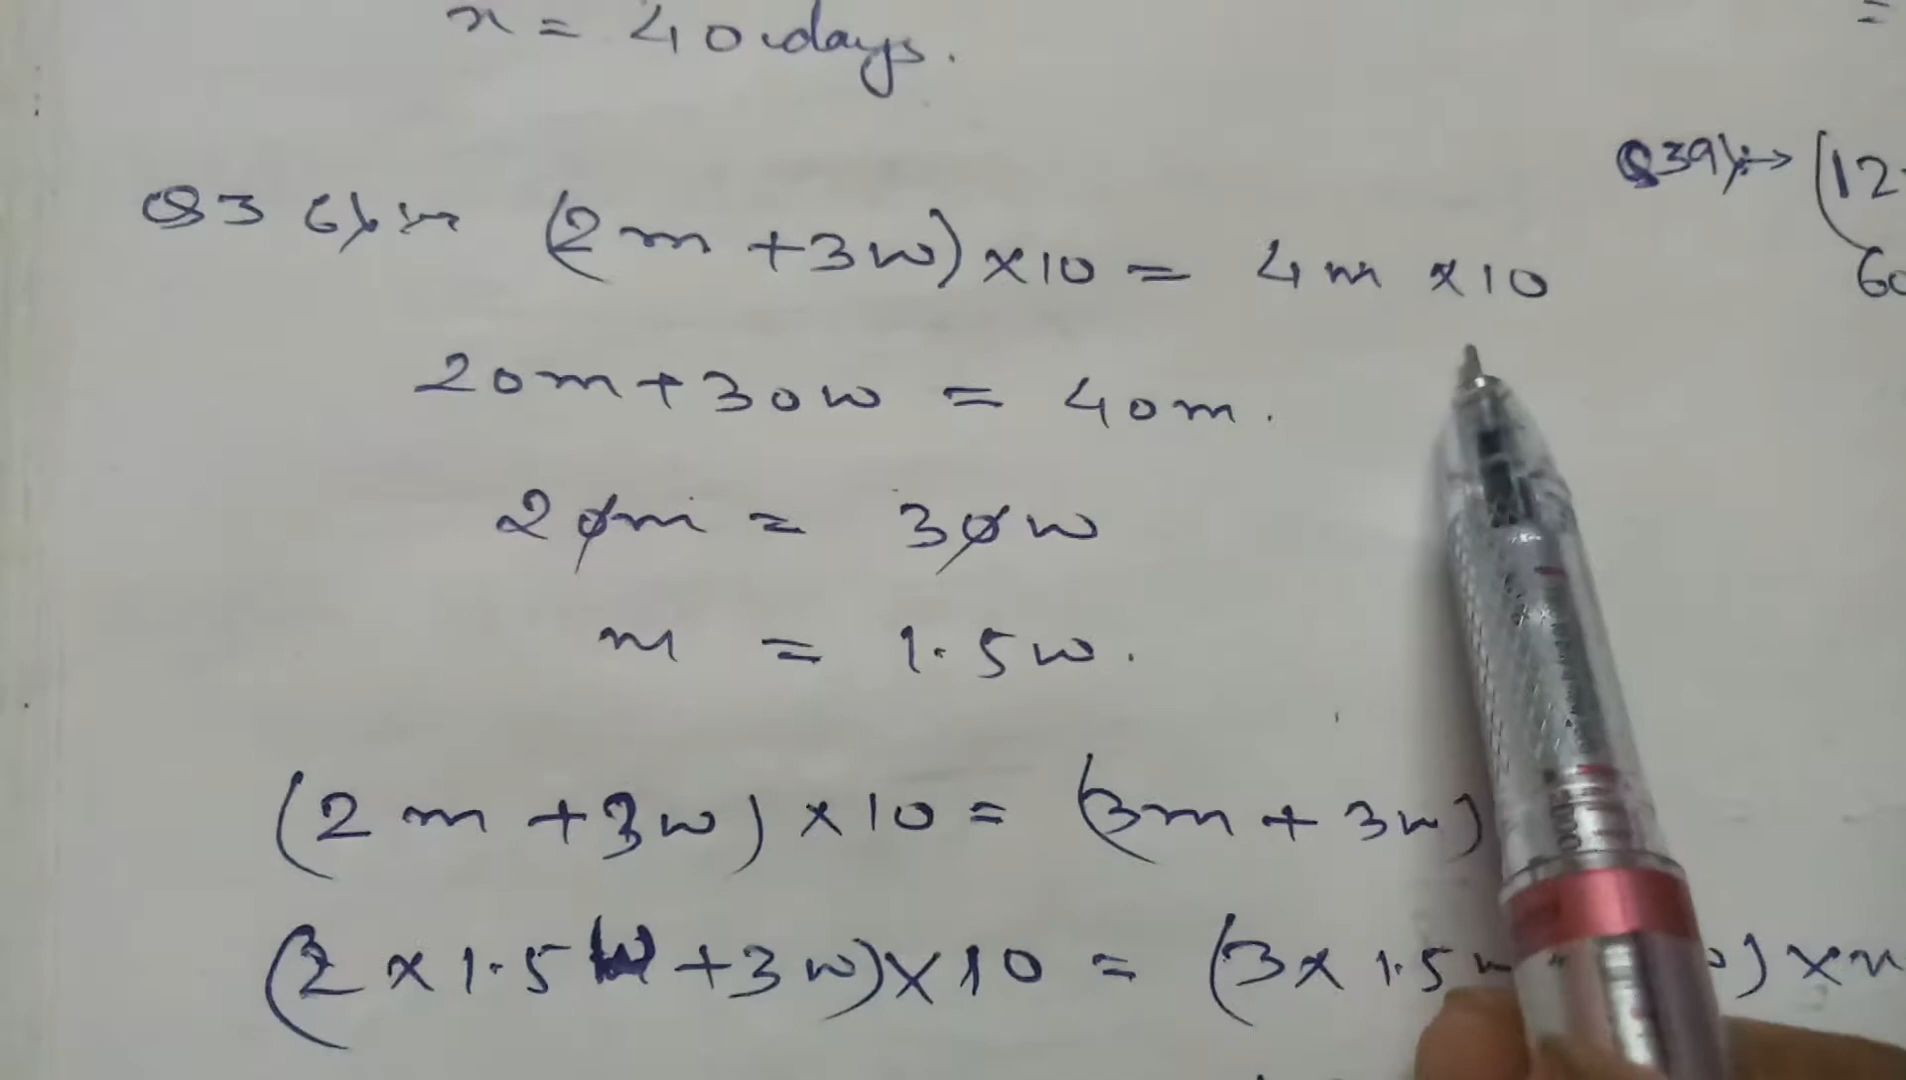 x = 40 days.
Q36) (2m + 3w) × 10 = 4m × 10
20m + 30w = 40m.
20m = 30w
m = 1.5w.
(2m + 3w) × 10 = (3m + 3w)
(2 × 1.5w + 3w) × 10 = (3 × 1.5w ) × x
=
Q39) → (12
60